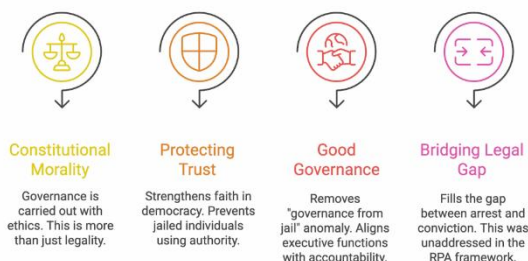 Constitutional
Morality
Governance is
carried out with
ethics. This is more
than just legality.
Protecting
Trust
Strengthens faith in
democracy. Prevents
jailed individuals
using authority.
Good
Governance
Removes
"governance from
jail" anomaly. Aligns
executive functions
with accountability.
Bridging Legal
Gap
Fills the gap
between arrest and
conviction. This was
unaddressed in the
RPA framework.